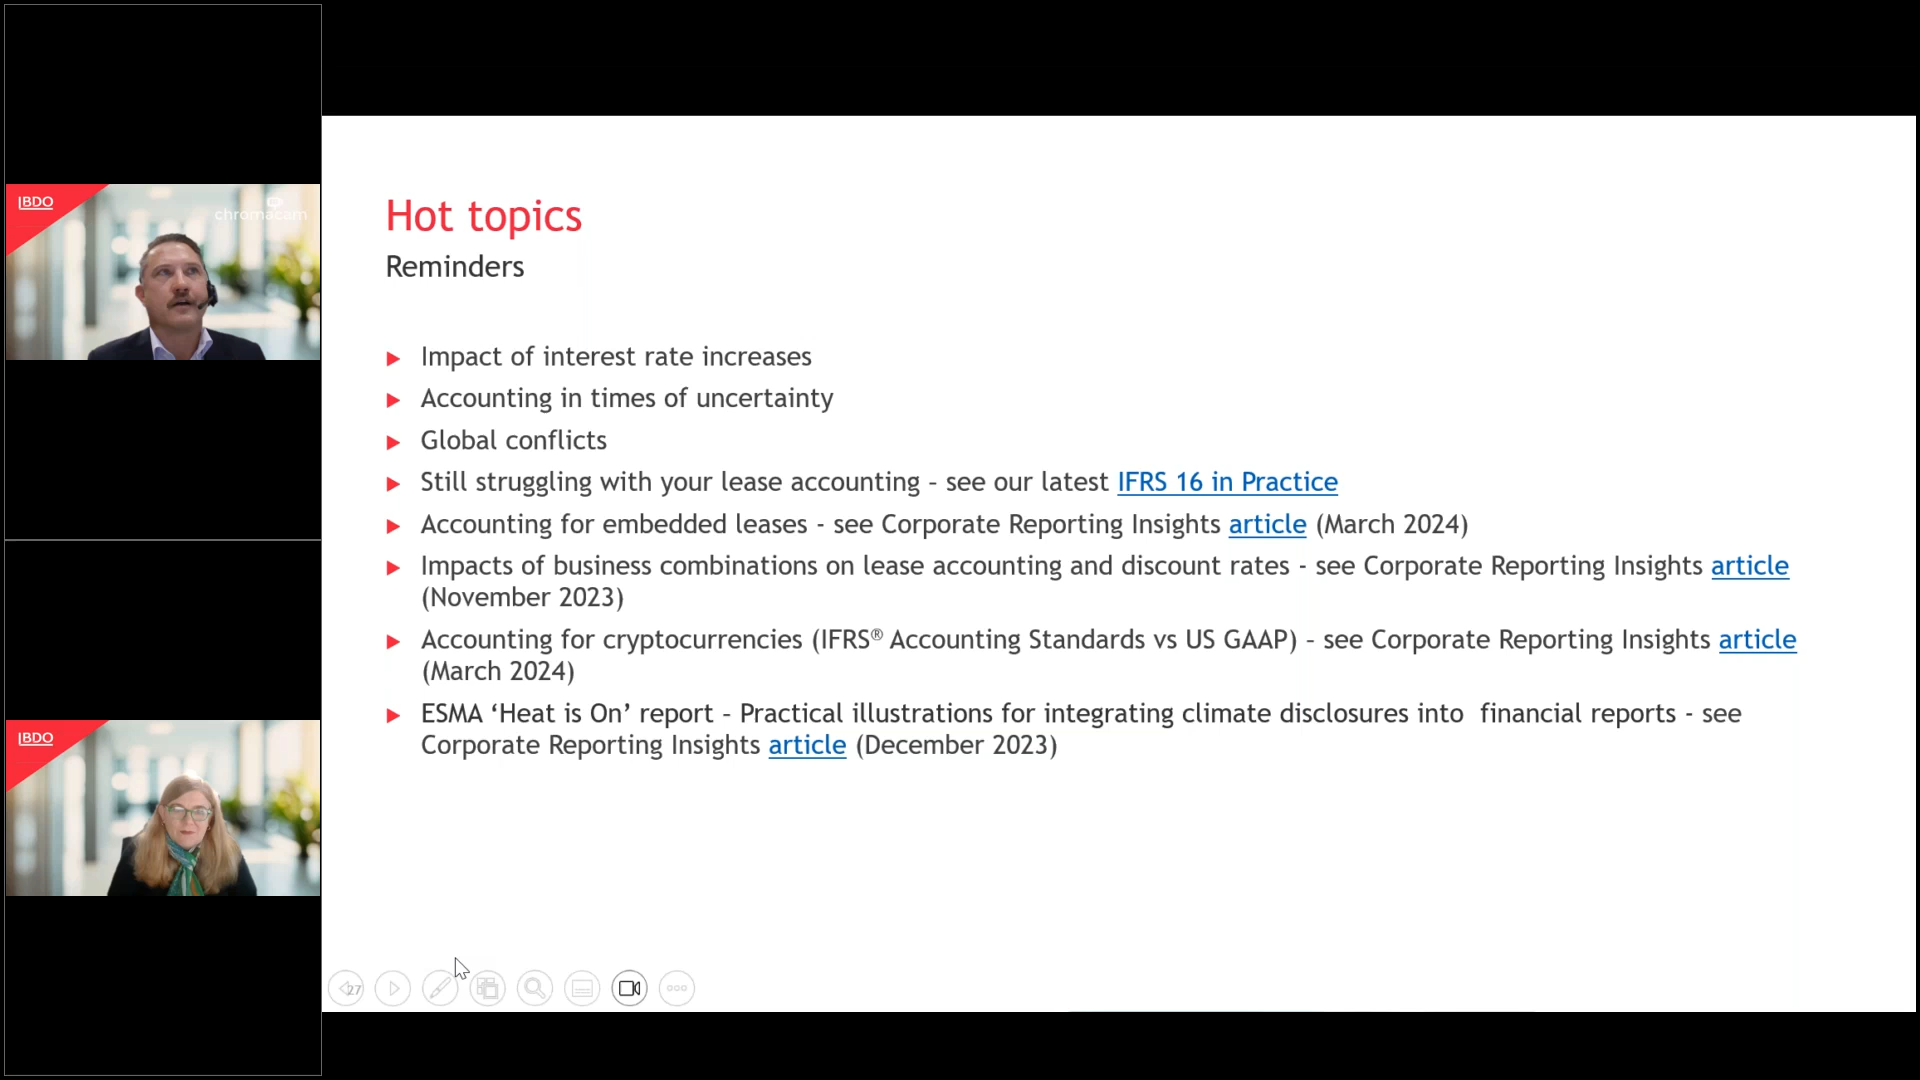 BDO
chromacam
Hot topics
Reminders
Impact of interest rate increases
Accounting in times of uncertainty
Global conflicts
Still struggling with your lease accounting – see our latest IFRS 16 in Practice
Accounting for embedded leases - see Corporate Reporting Insights article (March 2024)
Impacts of business combinations on lease accounting and discount rates - see Corporate Reporting Insights article
(November 2023)
Accounting for cryptocurrencies (IFRS® Accounting Standards vs US GAAP) – see Corporate Reporting Insights article
(March 2024)
ESMA ‘Heat is On’ report – Practical illustrations for integrating climate disclosures into  financial reports - see
Corporate Reporting Insights article (December 2023)
BDO
27